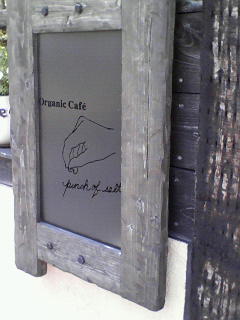 Organic Café
pinch of salt